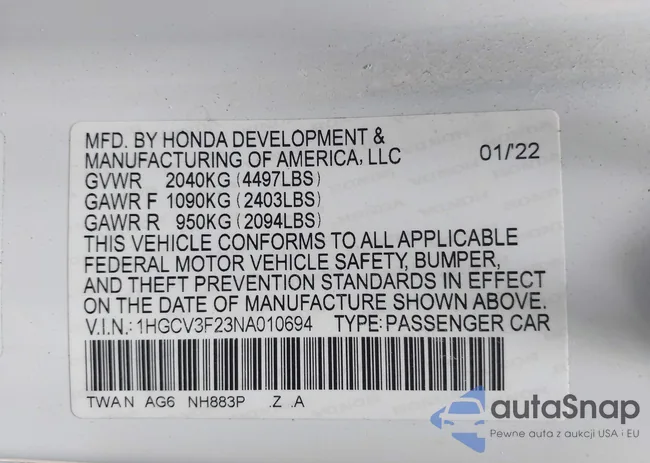 MFD. BY HONDA DEVELOPMENT &
MANUFACTURING OF AMERICA, LLC 01/'22
GVWR 2040KG (4497LBS)
GAWR F 1090KG (2403LBS)
GAWR R 950KG (2094LBS)
THIS VEHICLE CONFORMS TO ALL APPLICABLE
FEDERAL MOTOR VEHICLE SAFETY, BUMPER,
AND THEFT PREVENTION STANDARDS IN EFFECT
ON THE DATE OF MANUFACTURE SHOWN ABOVE.
V.I.N.: 1HGCV3F23NA010694 TYPE: PASSENGER CAR
TWAN AG6 NH883P .Z .A
autaSnap
Pewne auta z aukcji USA i EU